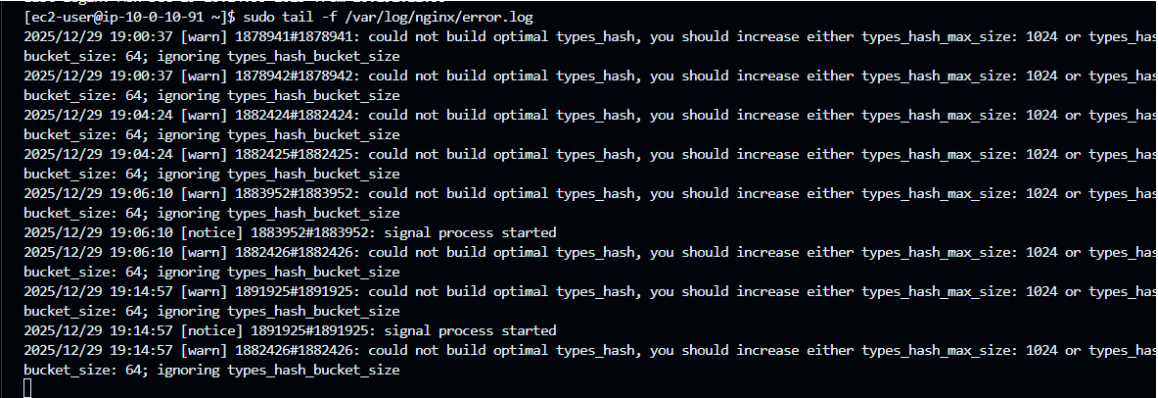 [ec2-user@ip-10-0-10-91 ~]$ sudo tail -f /var/log/nginx/error.log
2025/12/29 19:00:37 [warn] 1878941#1878941: could not build optimal types_hash, you should increase either types_hash_max_size: 1024 or types_has
bucket_size: 64; ignoring types_hash_bucket_size
2025/12/29 19:00:37 [warn] 1878942#1878942: could not build optimal types_hash, you should increase either types_hash_max_size: 1024 or types_has
bucket_size: 64; ignoring types_hash_bucket_size
2025/12/29 19:04:24 [warn] 1882424#1882424: could not build optimal types_hash, you should increase either types_hash_max_size: 1024 or types_has
bucket_size: 64; ignoring types_hash_bucket_size
2025/12/29 19:04:24 [warn] 1882425#1882425: could not build optimal types_hash, you should increase either types_hash_max_size: 1024 or types_has
bucket_size: 64; ignoring types_hash_bucket_size
2025/12/29 19:06:10 [warn] 1883952#1883952: could not build optimal types_hash, you should increase either types_hash_max_size: 1024 or types_has
bucket_size: 64; ignoring types_hash_bucket_size
2025/12/29 19:06:10 [notice] 1883952#1883952: signal process started
2025/12/29 19:06:10 [warn] 1882426#1882426: could not build optimal types_hash, you should increase either types_hash_max_size: 1024 or types_has
bucket_size: 64; ignoring types_hash_bucket_size
2025/12/29 19:14:57 [warn] 1891925#1891925: could not build optimal types_hash, you should increase either types_hash_max_size: 1024 or types_has
bucket_size: 64; ignoring types_hash_bucket_size
2025/12/29 19:14:57 [notice] 1891925#1891925: signal process started
2025/12/29 19:14:57 [warn] 1882426#1882426: could not build optimal types_hash, you should increase either types_hash_max_size: 1024 or types_has
bucket_size: 64; ignoring types_hash_bucket_size